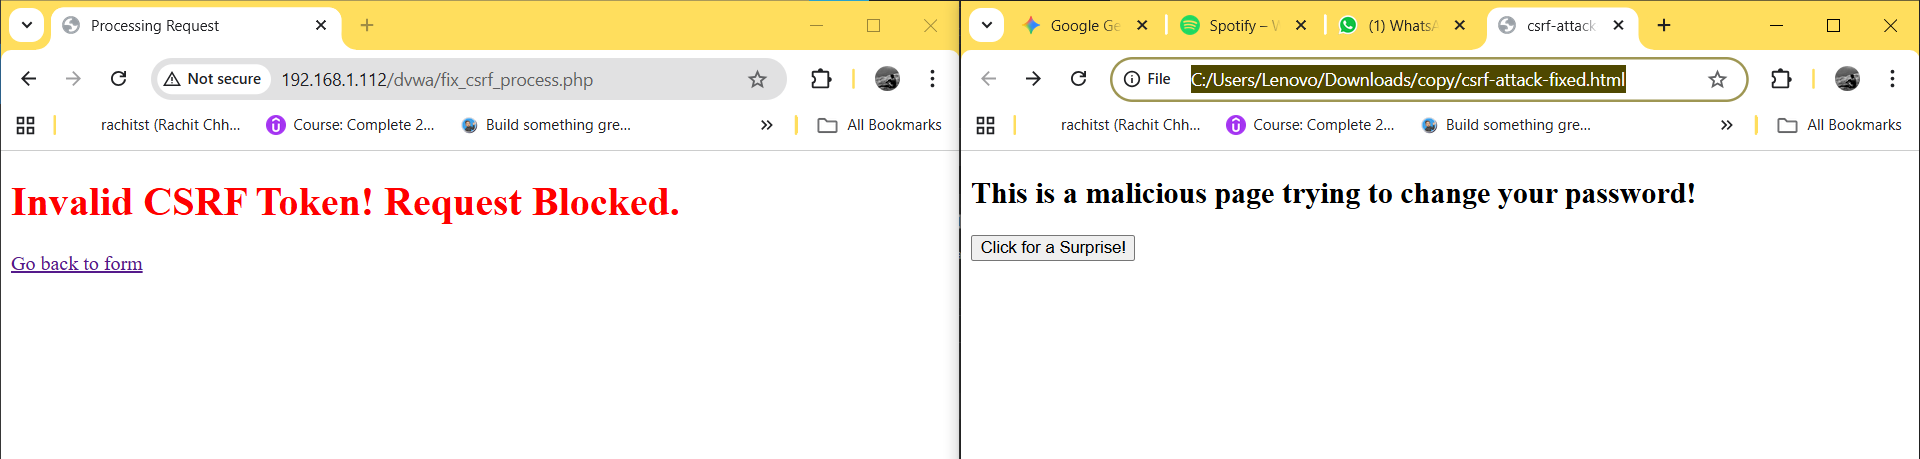 Processing Request
Not secure
192.168.1.112/dvwa/fix_csrf_process.php
rachitst (Rachit Chh...
Course: Complete 2...
Build something gre...
All Bookmarks
Invalid CSRF Token! Request Blocked.
Go back to form
Google Ge
Spotify – W
(1) WhatsA
csrf-attack
File
C:/Users/Lenovo/Downloads/copy/csrf-attack-fixed.html
rachitst (Rachit Chh...
Course: Complete 2...
Build something gre...
All Bookmarks
This is a malicious page trying to change your password!
Click for a Surprise!